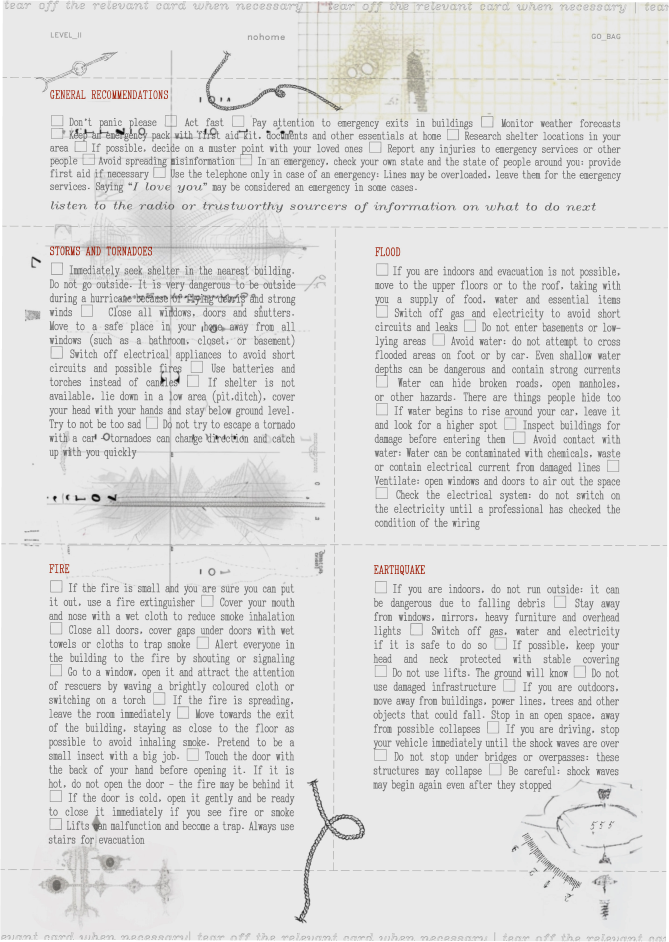 tear off the relevant card when necessary | tear off the relevant card when necessary | tear
LEVEL_II
nohome
GO_BAG
GENERAL RECOMMENDATIONS
Don't panic please Act fast Pay attention to emergency exits in buildings Monitor weather forecasts
Keep an emergency pack with first aid kit, documents and other essentials at home Research shelter locations in your
area If possible, decide on a muster point with your loved ones Report any injuries to emergency services or other
people Avoid spreading misinformation In an emergency, check your own state and the state of people around you; provide
first aid if necessary Use the telephone only in case of an emergency: Lines may be overloaded, leave them for the emergency
services. Saying "I love you" may be considered an emergency in some cases.
listen to the radio or trustworthy sourcers of information on what to do next
STORMS AND TORNADOES
Immediately seek shelter in the nearest building.
Do not go outside. It is very dangerous to be outside
during a hurricane because of flying debris and strong
winds Close all windows, doors and shutters.
Move to a safe place in your home away from all
windows (such as a bathroom, closet, or basement)
Switch off electrical appliances to avoid short
circuits and possible fires Use batteries and
torches instead of candles If shelter is not
available, lie down in a low area (pit,ditch), cover
your head with your hands and stay below ground level.
Try to not be too sad Do not try to escape a tornado
with a car - tornadoes can change direction and catch
up with you quickly
FLOOD
If you are indoors and evacuation is not possible,
move to the upper floors or to the roof, taking with
you a supply of food, water and essential items
Switch off gas and electricity to avoid short
circuits and leaks Do not enter basements or low-
lying areas Avoid water: do not attempt to cross
flooded areas on foot or by car. Even shallow water
depths can be dangerous and contain strong currents
Water can hide broken roads, open manholes,
or other hazards. There are things people hide too
If water begins to rise around your car, leave it
and look for a higher spot Inspect buildings for
damage before entering them Avoid contact with
water: Water can be contaminated with chemicals, waste
or contain electrical current from damaged lines
Ventilate: open windows and doors to air out the space
Check the electrical system: do not switch on
the electricity until a professional has checked the
condition of the wiring
FIRE
If the fire is small and you are sure you can put
it out, use a fire extinguisher Cover your mouth
and nose with a wet cloth to reduce smoke inhalation
Close all doors, cover gaps under doors with wet
towels or cloths to trap smoke Alert everyone in
the building to the fire by shouting or signaling
Go to a window, open it and attract the attention
of rescuers by waving a brightly coloured cloth or
switching on a torch If the fire is spreading,
leave the room immediately Move towards the exit
of the building, staying as close to the floor as
possible to avoid inhaling smoke. Pretend to be a
small insect with a big job. Touch the door with
the back of your hand before opening it. If it is
hot, do not open the door - the fire may be behind it
If the door is cold, open it gently and be ready
to close it immediately if you see fire or smoke
Lifts can malfunction and become a trap. Always use
stairs for evacuation
EARTHQUAKE
If you are indoors, do not run outside: it can
be dangerous due to falling debris Stay away
from windows, mirrors, heavy furniture and overhead
lights Switch off gas, water and electricity
if it is safe to do so If possible, keep your
head and neck protected with stable covering
Do not use lifts. The ground will know Do not
use damaged infrastructure If you are outdoors,
move away from buildings, power lines, trees and other
objects that could fall. Stop in an open space, away
from possible collapses If you are driving, stop
your vehicle immediately until the shock waves are over
Do not stop under bridges or overpasses: these
structures may collapse Be careful: shock waves
may begin again even after they stopped
evant card when necessary| tear off the relevant card when necessary | tear off the relevant car